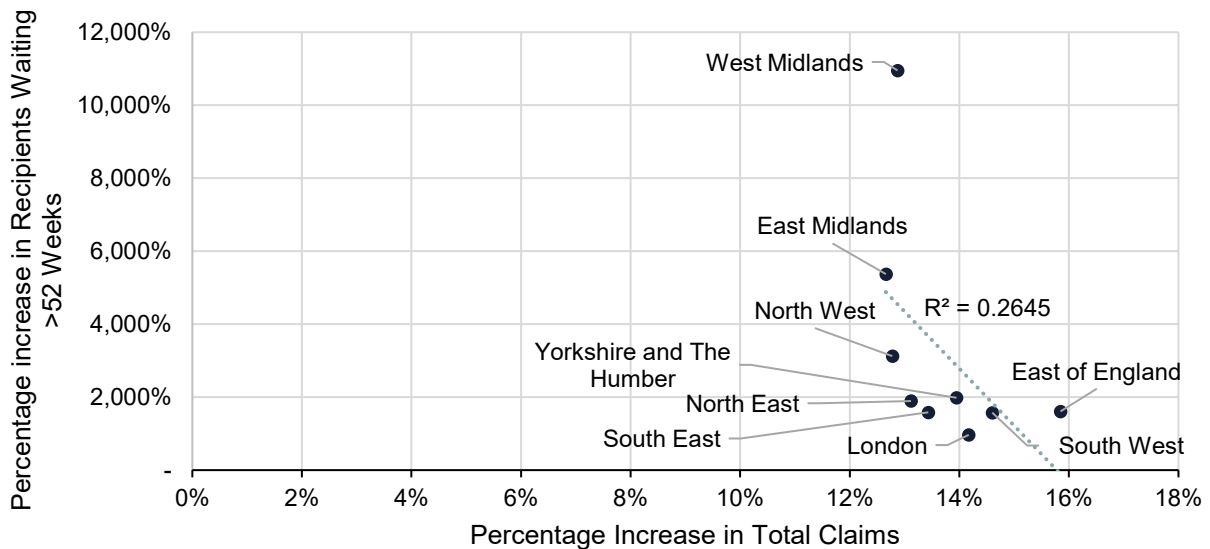 Percentage increase in Recipients Waiting
>52 Weeks
12,000%
10,000%
8,000%
6,000%
4,000%
2,000%
-
West Midlands
East Midlands
R² = 0.2645
North West
Yorkshire and The
Humber
East of England
North East
South East
London
South West
0%
2%
4%
6%
8%
10%
12%
14%
16%
18%
Percentage Increase in Total Claims